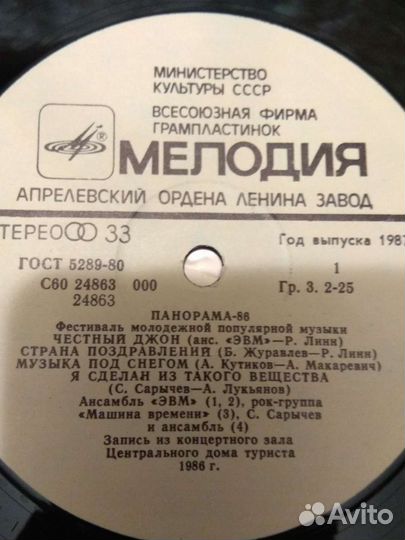 МИНИСТЕРСТВО
КУЛЬТУРЫ СССР
ВСЕСОЮЗНАЯ ФИРМА
ГРАМПЛАСТИНОК
®
МЕЛОДИЯ
АПРЕЛЕВСКИЙ ОРДЕНА ЛЕНИНА ЗАВОД
ТЕРЕО 33
Год выпуска 1987
ГОСТ 5289-80
1
С60 24863 000
Гр. 3. 2-25
24863
ПАНОРАМА-86
Фестиваль молодежной популярной музыки
ЧЕСТНЫЙ ДЖОН (анс. «ЭВМ»—Р. Линн)
СТРАНА ПОЗДРАВЛЕНИЙ (Б. Журавлев—Р. Линн)
МУЗЫКА ПОД СНЕГОМ (А. Кутиков—А. Макаревич)
Я СДЕЛАН ИЗ ТАКОГО ВЕЩЕСТВА
(С. Сарычев—А. Лукьянов)
Ансамбль «ЭВМ» (1, 2), рок-группа
«Машина времени» (3), С. Сарычев
и ансамбль (4)
Запись из концертного зала
Центрального дома туриста
1986 г.
Avito